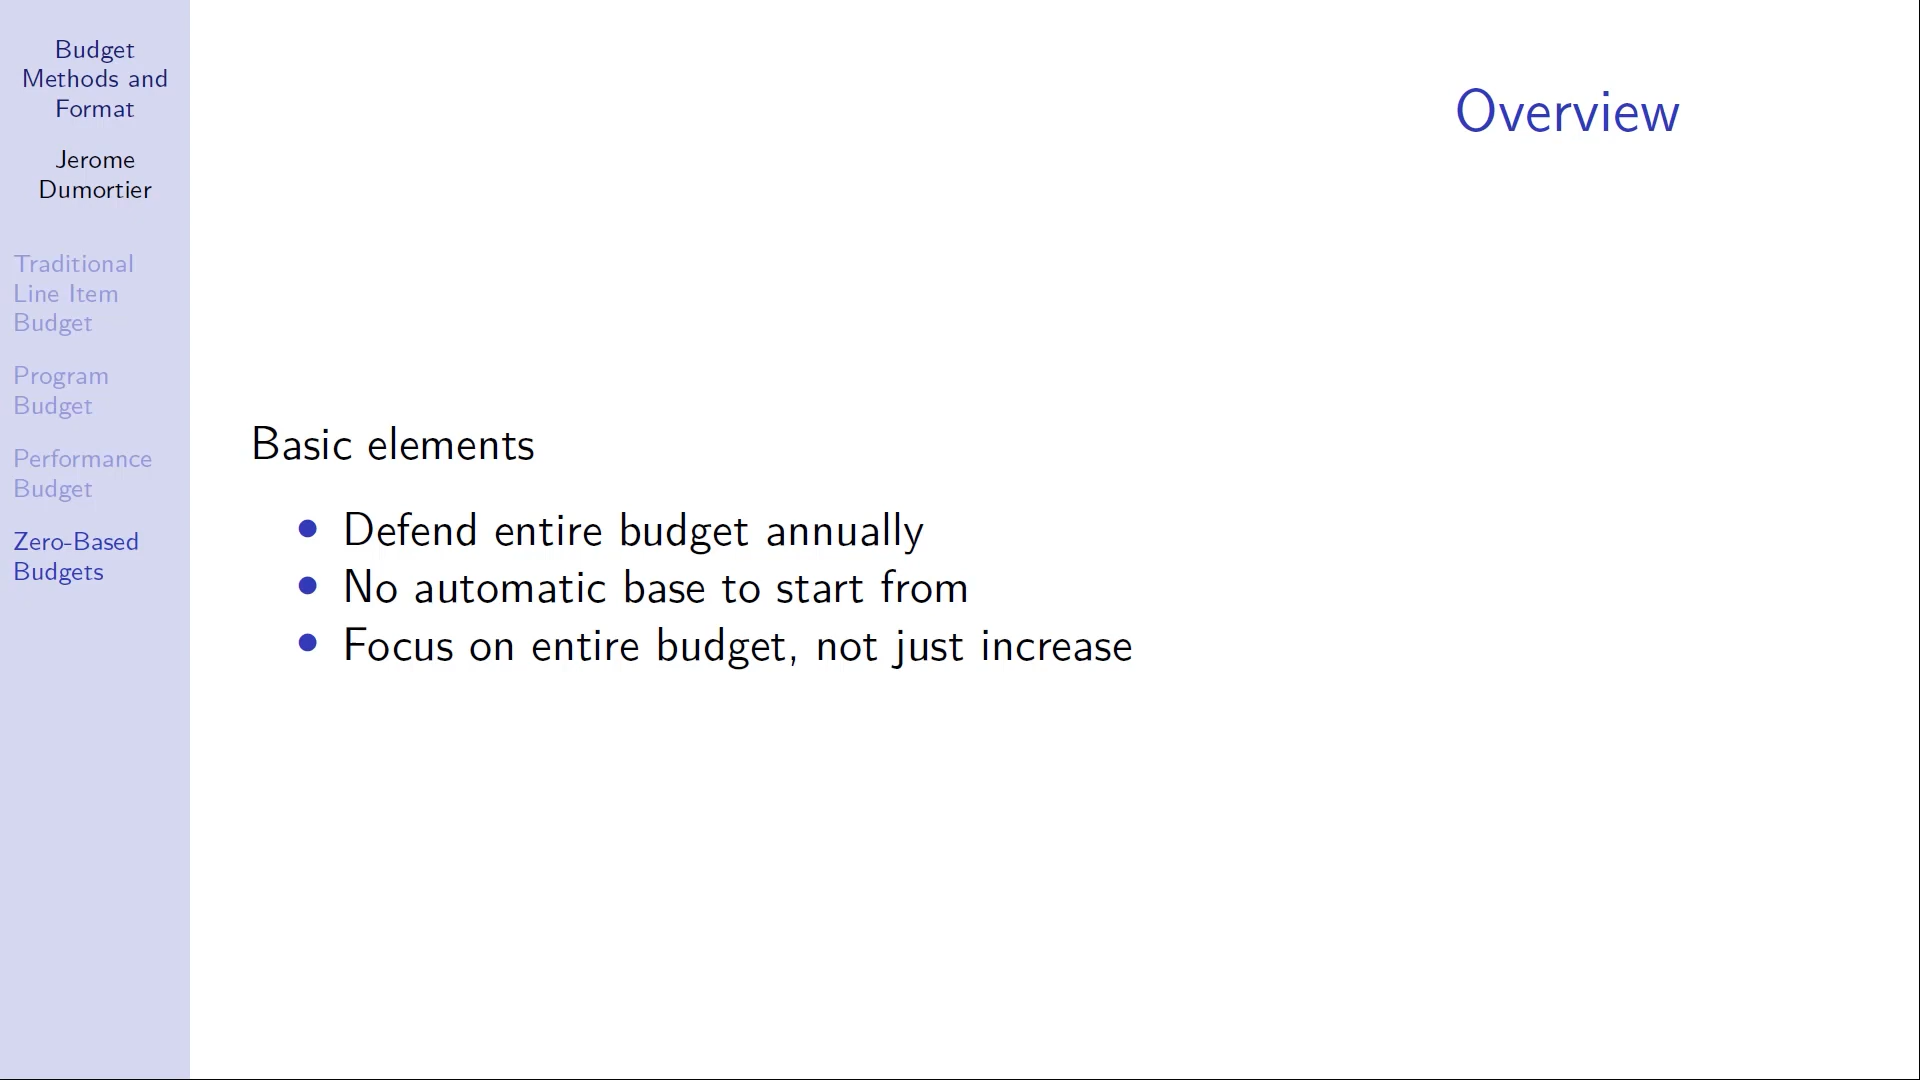 Budget
Methods and
Format
Jerome
Dumortier
Traditional
Line Item
Budget
Program
Budget
Performance
Budget
Zero-Based
Budgets
Overview
Basic elements
• Defend entire budget annually
• No automatic base to start from
• Focus on entire budget, not just increase